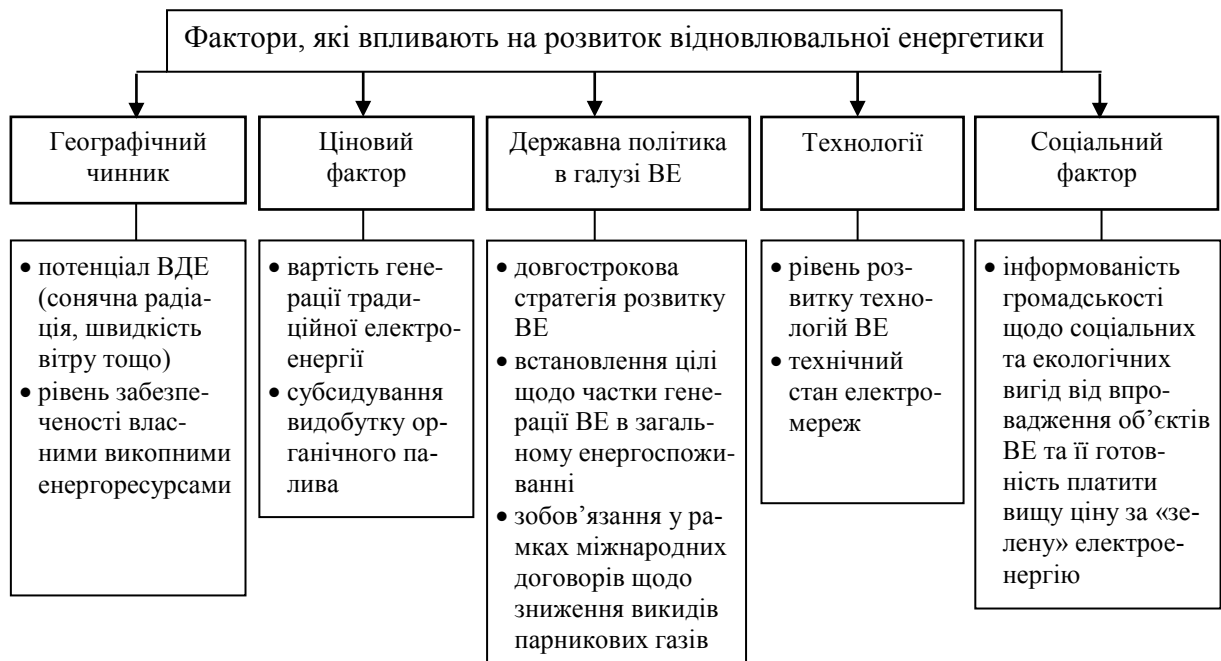 Фактори, які впливають на розвиток відновлювальної енергетики
Географічний
чинник
Ціновий
фактор
Державна політика
в галузі ВЕ
Технології
Соціальний
фактор
• потенціал ВДЕ
(сонячна радіа-
ція, швидкість
вітру тощо)
• рівень забезпе-
ченості влас-
ними викопними
енергоресурсами
• вартість гене-
рації тради-
ційної електро-
енергії
• субсидування
видобутку ор-
ганічного па-
лива
• довгострокова
стратегія розвитку
ВЕ
• встановлення цілі
щодо частки гене-
рації ВЕ в загаль-
ному енергоспожи-
ванні
• зобов’язання у ра-
мках міжнародних
договорів щодо
зниження викидів
парникових газів
• рівень роз-
витку техно-
логій ВЕ
• технічний
стан електро-
мереж
• інформованість
громадськості
щодо соціальних
та екологічних
вигід від впро-
вадження об’єктів
ВЕ та її готов-
ність платити
вищу ціну за «зе-
лену» електрое-
нергію